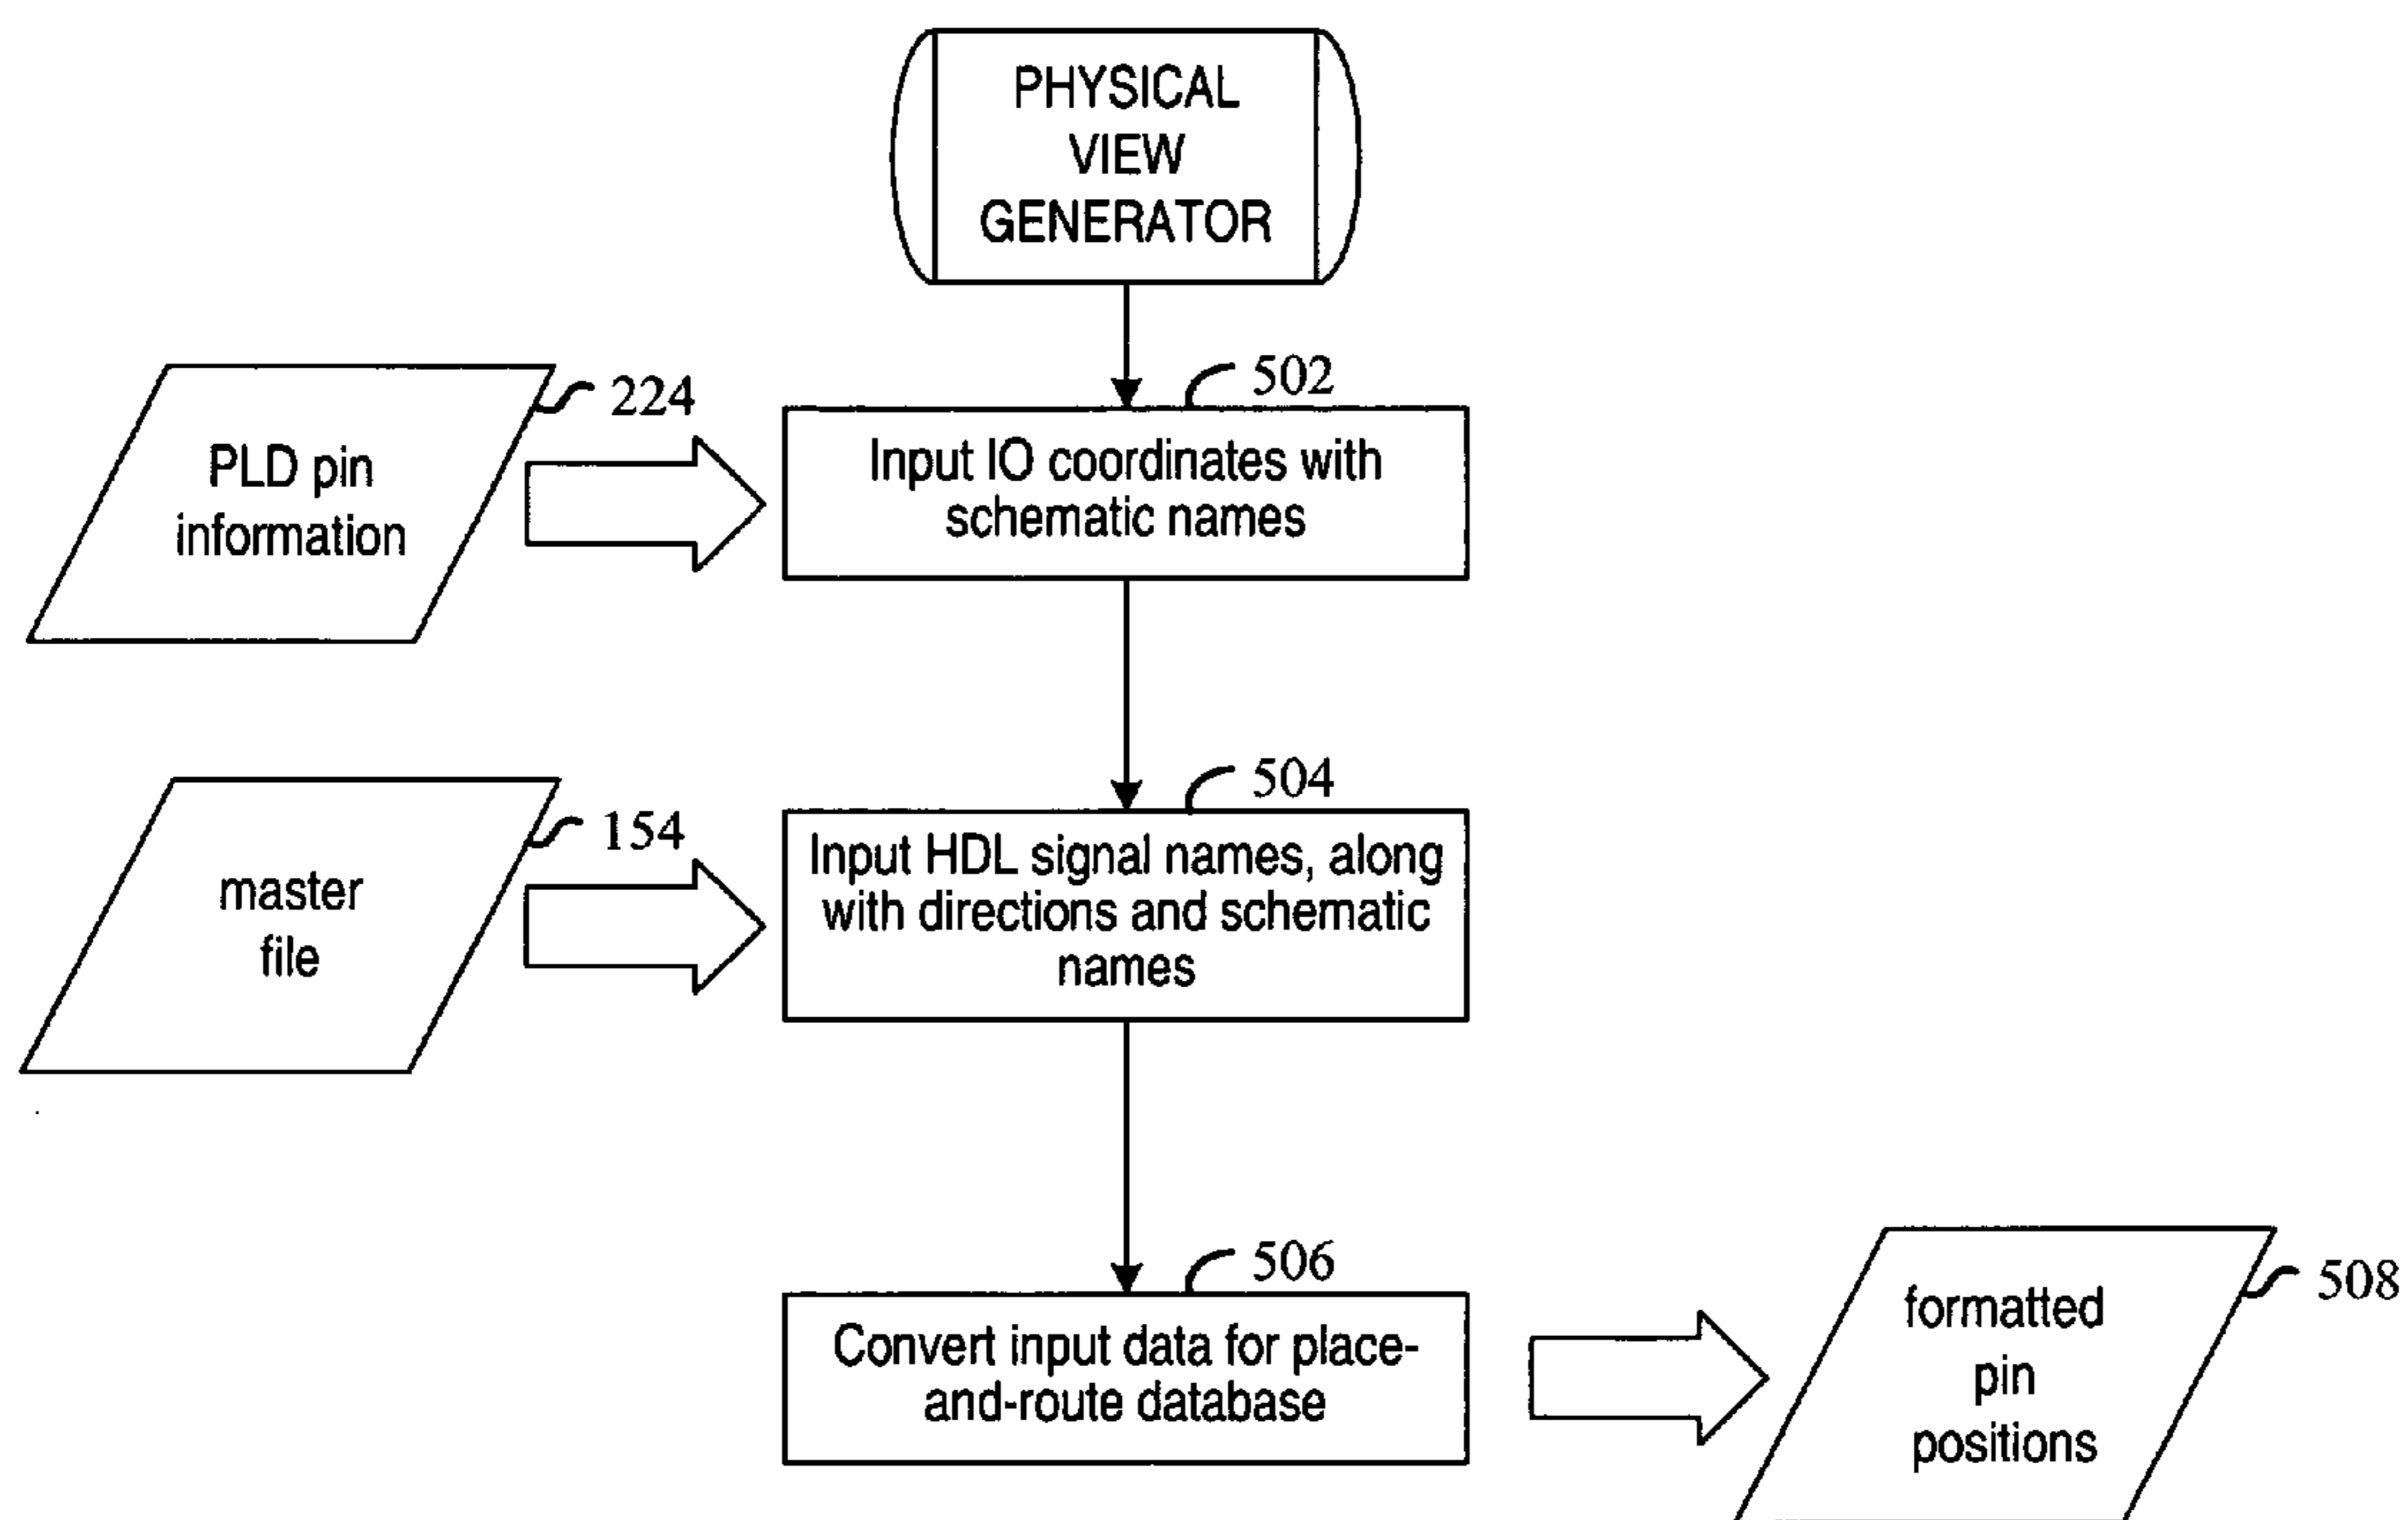 PHYSICAL
VIEW
GENERATOR
502
224
PLD pin
information
Input IO coordinates with
schematic names
504
154
master
file
Input HDL signal names, along
with directions and schematic
names
506
Convert input data for place-
and-route database
508
formatted
pin
positions